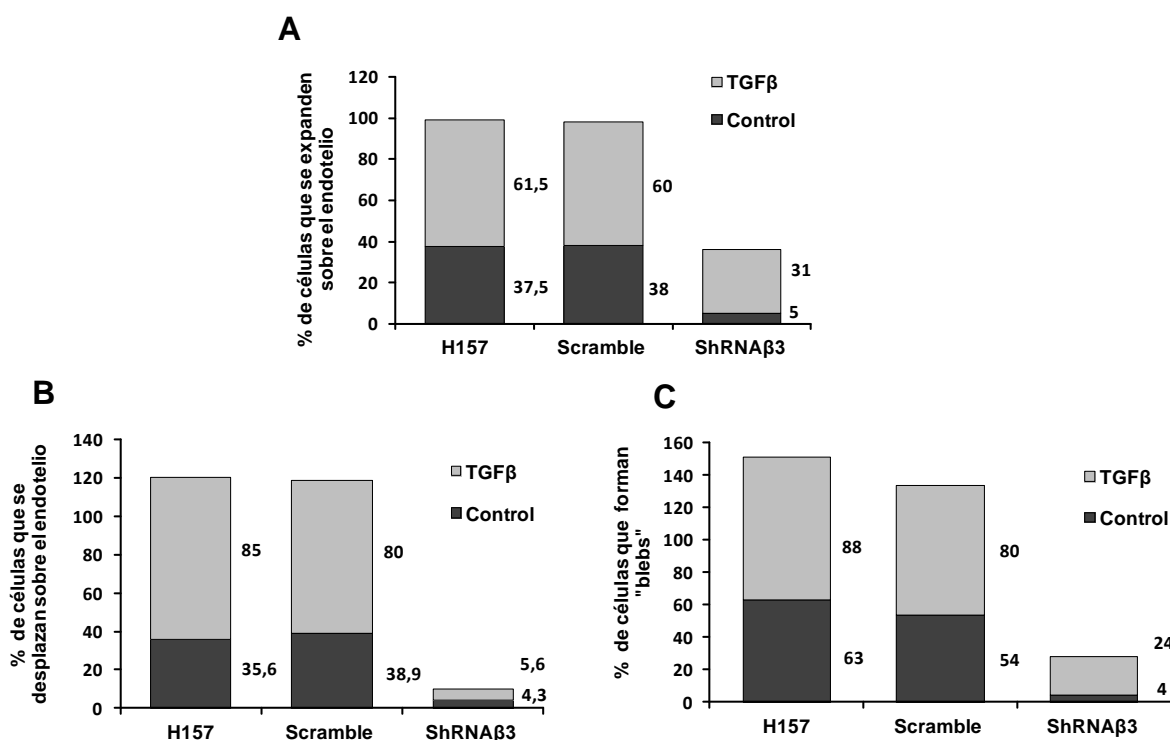 A
% de células que se expanden
sobre el endotelio
120
100
80
60
40
20
0
TGFβ
Control
61,5
60
31
37,5
38
5
H157
Scramble
ShRNAβ3
B
% de células que se
desplazan sobre el endotelio
140
120
100
80
60
40
20
0
TGFβ
Control
85
80
5,6
35,6
38,9
4,3
H157
Scramble
ShRNAβ3
C
% de células que forman
"blebs"
160
140
120
100
80
60
40
20
0
TGFβ
Control
88
80
24
63
54
4
H157
Scramble
ShRNAβ3